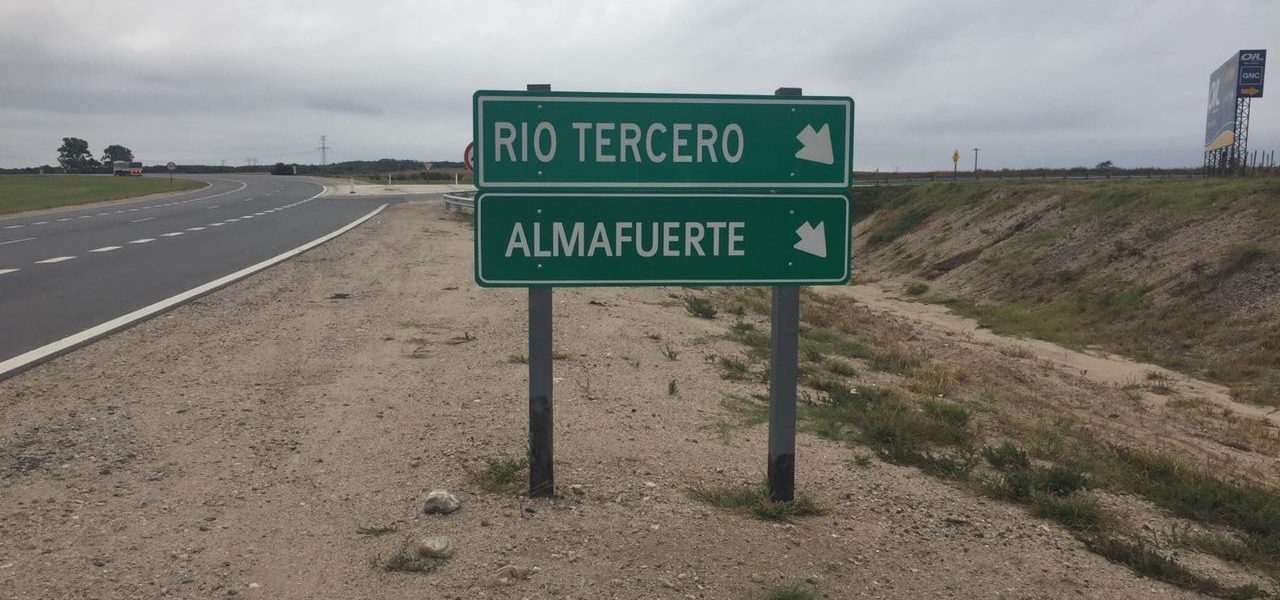 RIO TERCERO
ALMAFUERTE
OIL
GNC